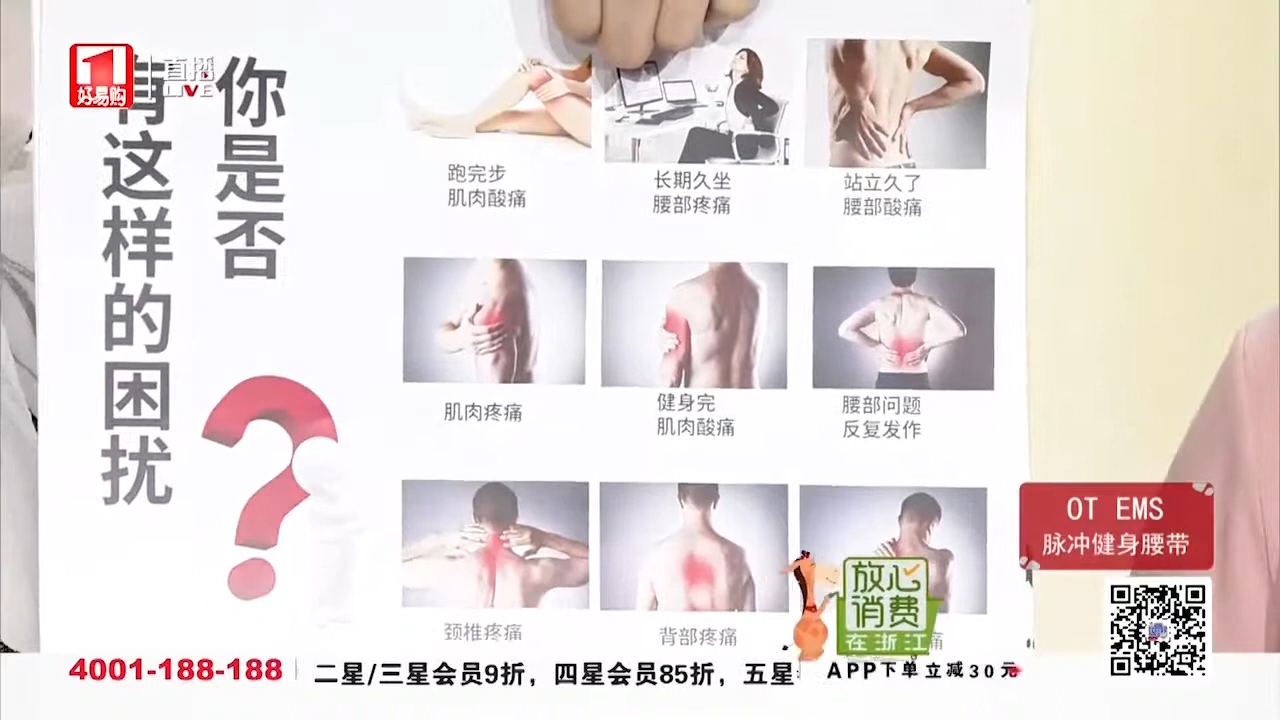 好易购
直播
LIVE
你是否
有这样的困扰
跑完步
肌肉酸痛
长期久坐
腰部疼痛
站立久了
腰部酸痛
肌肉疼痛
健身完
肌肉酸痛
腰部问题
反复发作
颈椎疼痛
背部疼痛
痛
放心
消费
在浙江
OT EMS
脉冲健身腰带
4001-188-188
二星/三星会员9折，四星会员85折，五星
APP下单立减30元